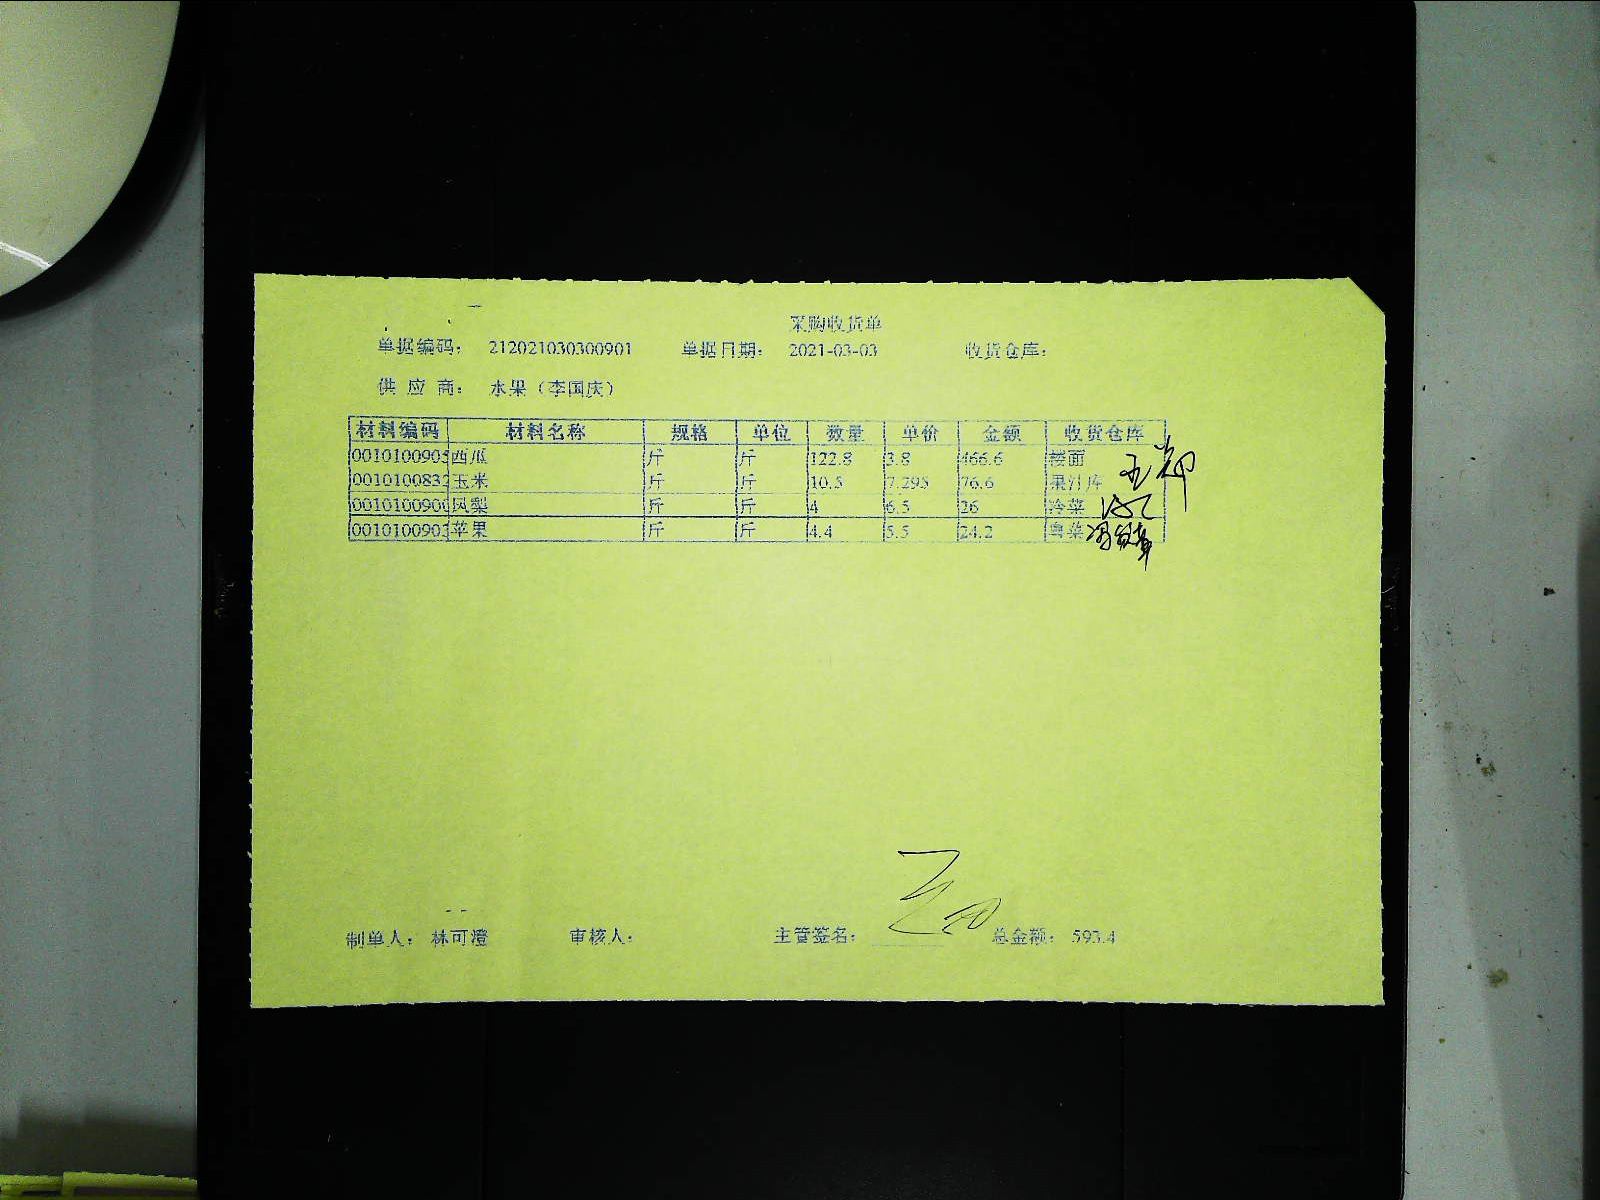 采购收货单
单据编码： 212021030300901 单据日期： 2021-03-03 收货仓库：
供 应 商： 水果（李国庆）
材料编码 材料名称 规格 单位 数量 单价 金额 收货仓库
0010100905 西瓜 斤 斤 122.8 3.8 466.6 楼面
0010100832 玉米 斤 斤 10.5 7.295 76.6 果汁库
001010090 凤梨 斤 斤 4 6.5 26 冷菜
001010090 苹果 斤 斤 4.4 5.5 24.2 粤菜
制单人： 林可澄 审核人： 主管签名： 总金额： 593.4